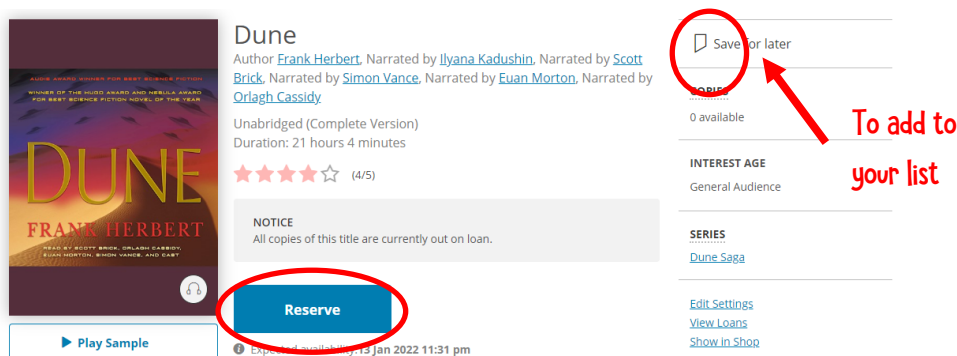 AUDIE AWARD WINNER FOR BEST SCIENCE FICTION
WINNER OF THE HUGO AWARD AND NEBULA AWARD
FOR BEST SCIENCE FICTION NOVEL OF THE YEAR
DUNE
FRANK HERBERT
READ BY SCOTT BRICK, ORLAGH CASSIDY,
EUAN MORTON, SIMON VANCE, AND CAST
Play Sample
Dune
Author Frank Herbert, Narrated by Ilyana Kadushin, Narrated by Scott
Brick, Narrated by Simon Vance, Narrated by Euan Morton, Narrated by
Orlagh Cassidy
Unabridged (Complete Version)
Duration: 21 hours 4 minutes
(4/5)
NOTICE
All copies of this title are currently out on loan.
Reserve
Expected availability:13 Jan 2022 11:31 pm
Save for later
COPIES
0 available
INTEREST AGE
General Audience
SERIES
Dune Saga
Edit Settings
View Loans
Show in Shop
To add to
your list